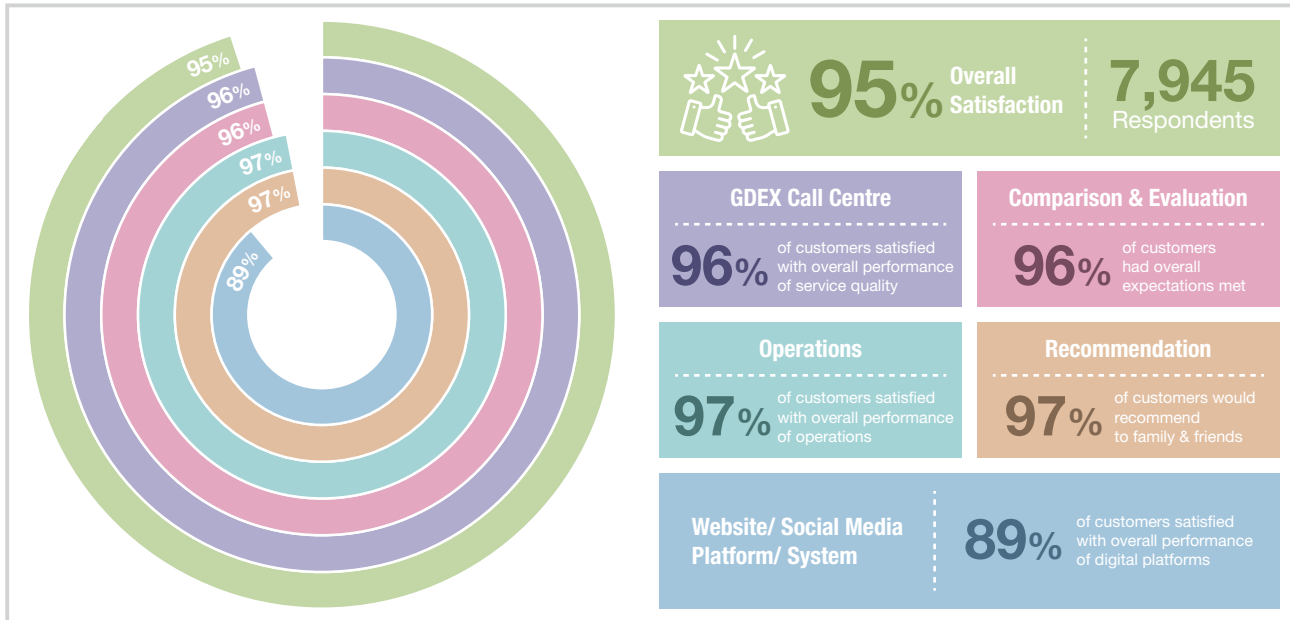 95%
96%
96%
97%
97%
89%
95% Overall
Satisfaction
7,945
Respondents
GDEX Call Centre
96%
of customers satisfied
with overall performance
of service quality
Comparison & Evaluation
96%
of customers
had overall
expectations met
Operations
97%
of customers satisfied
with overall performance
of operations
Recommendation
97%
of customers would
recommend
to family & friends
Website/ Social Media
Platform/ System
89%
of customers satisfied
with overall performance
of digital platforms